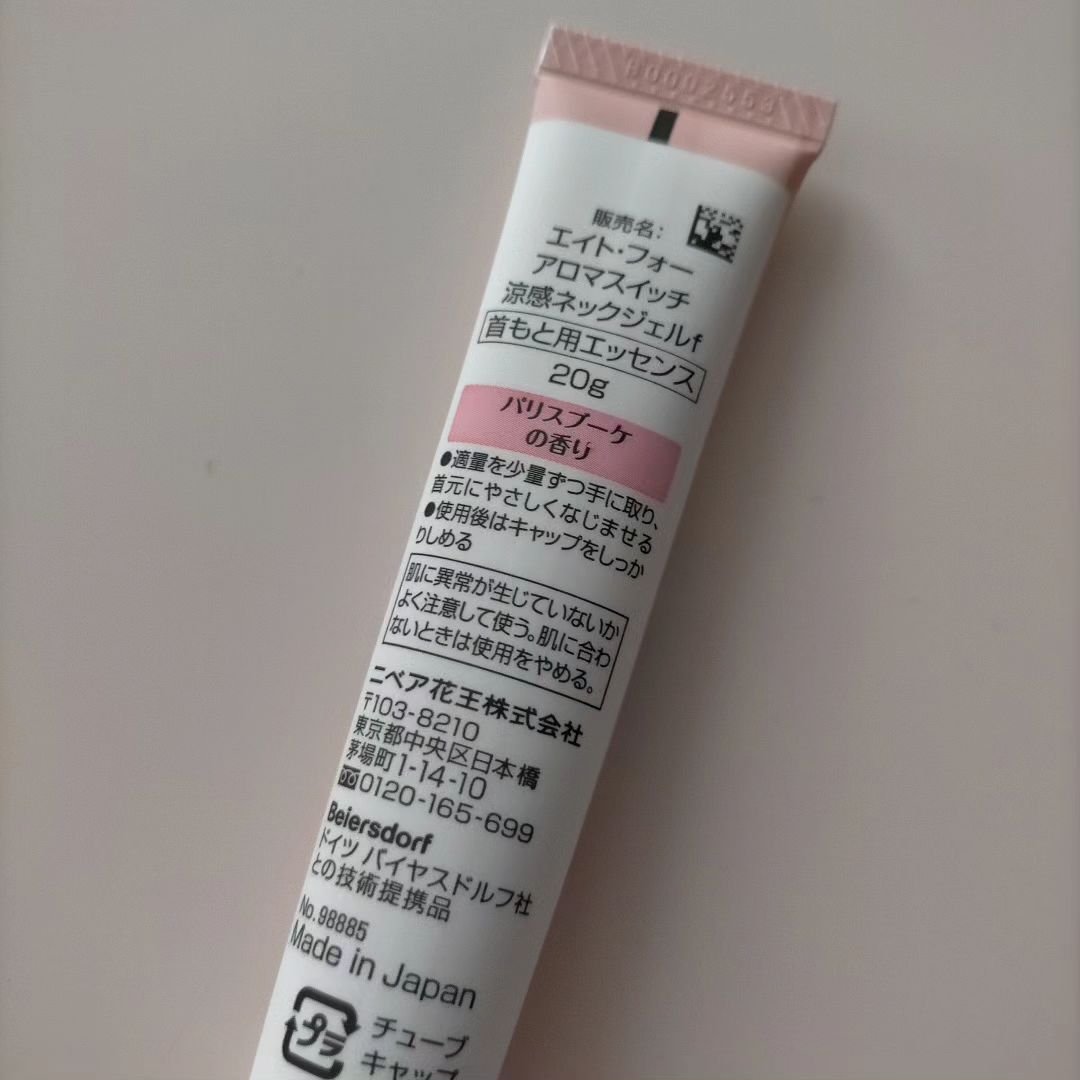 80002553
販売名:
エイト・フォー
アロマスイッチ
涼感ネックジェルf
首もと用エッセンス
20g
パリスブーケ
の香り
●適量を少量ずつ手に取り、
首元にやさしくなじませる
●使用後はキャップをしっか
りしめる
肌に異常が生じていないか
よく注意して使う。肌に合わ
ないときは使用をやめる。
ニベア花王株式会社
〒103-8210
東京都中央区日本橋
茅場町1-14-10
0120-165-699
Beiersdorf
ドイツ バイヤスドルフ社
との技術提携品
No.98885
Made in Japan
プラ
チューブ
キャップ